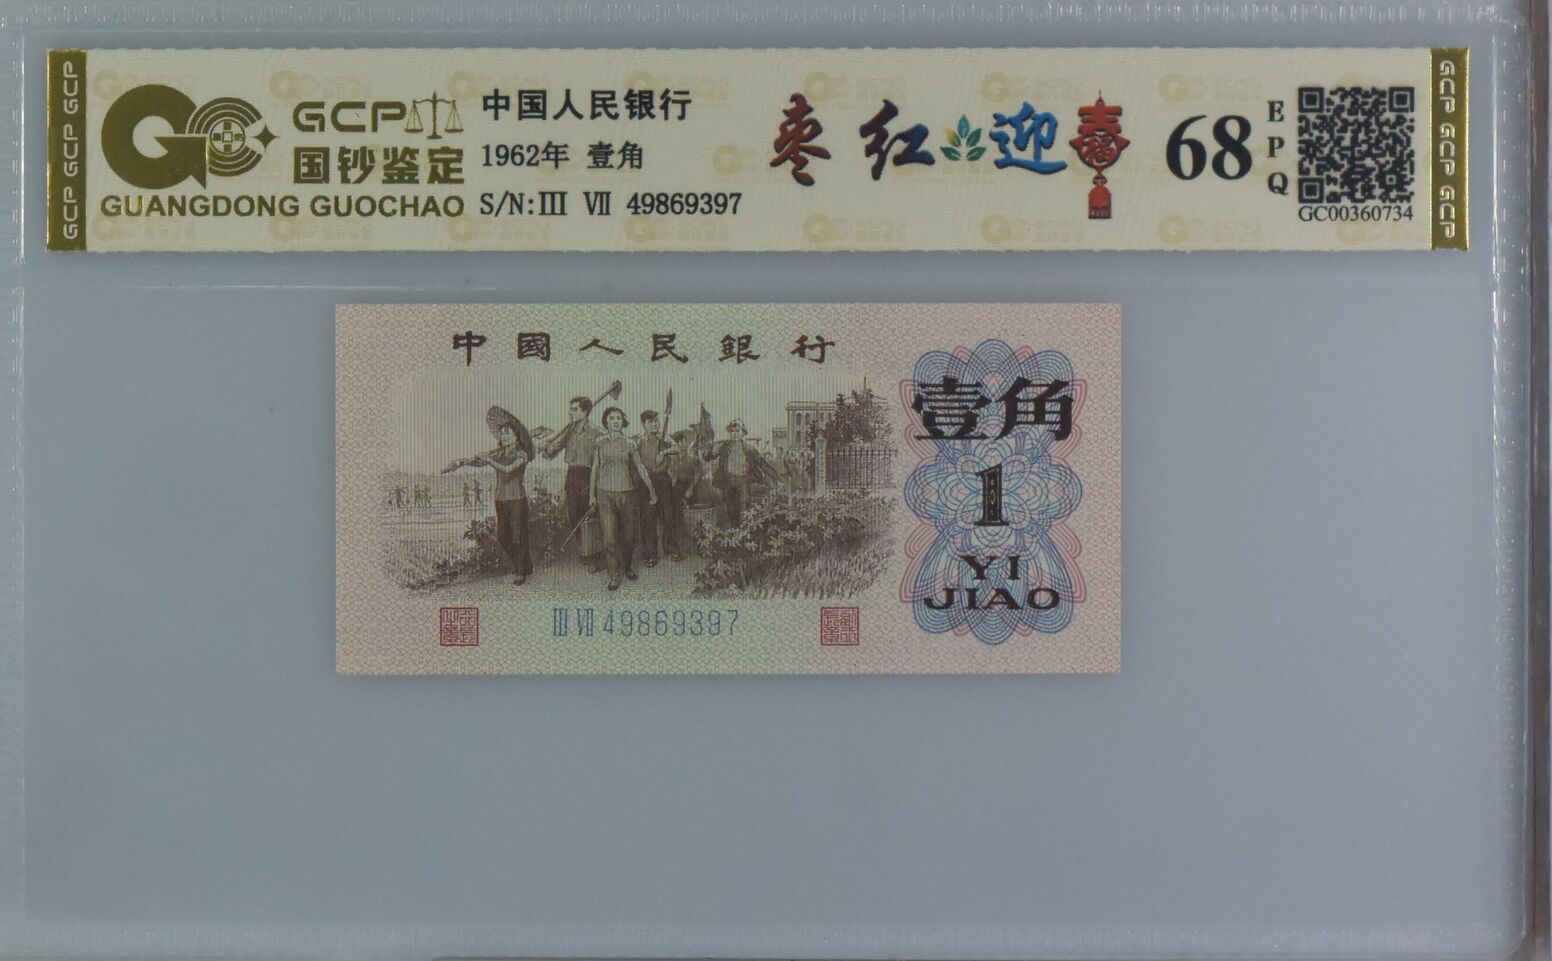 GCP GCP GCP
GCP
国钞鉴定
GUANGDONG GUOCHAO
中国人民银行
1962年 壹角
S/N:Ⅲ Ⅶ 49869397
枣红迎春
福
68
EPQ
GC00360734
GCP GCP GCP
中國人民銀行
壹角
1
YI
JIAO
Ⅲ Ⅶ 49869397